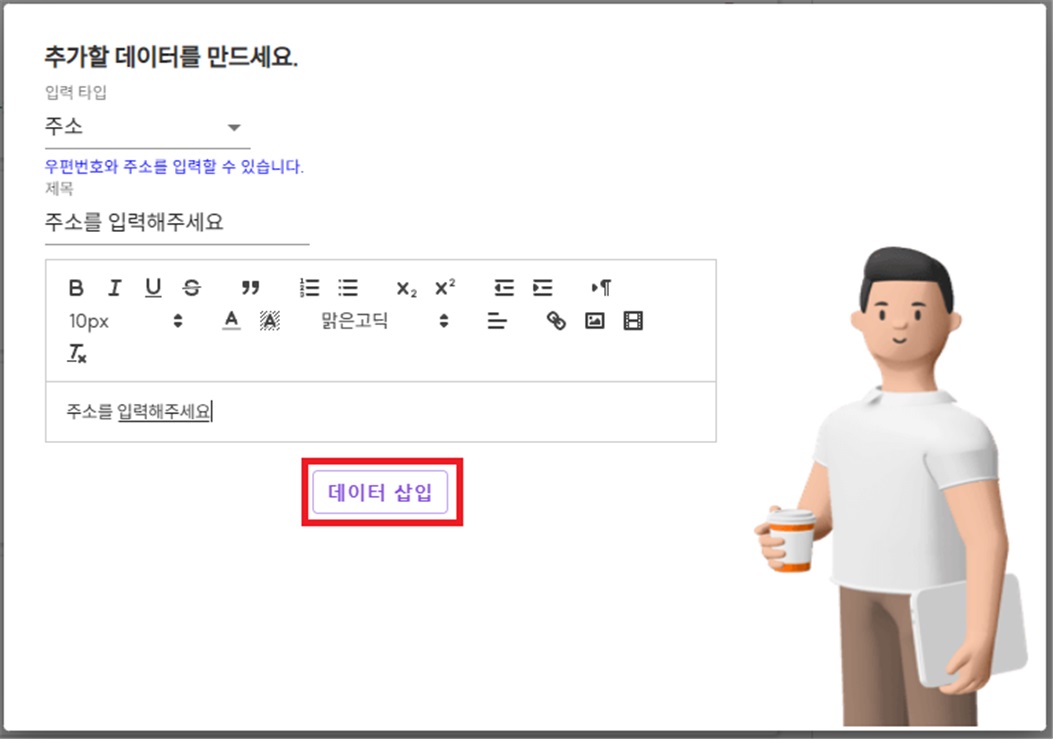 추가할 데이터를 만드세요.
입력 타입
주소
우편번호와 주소를 입력할 수 있습니다.
제목
주소를 입력해주세요
10px 맑은고딕
주소를 입력해주세요
데이터 삽입